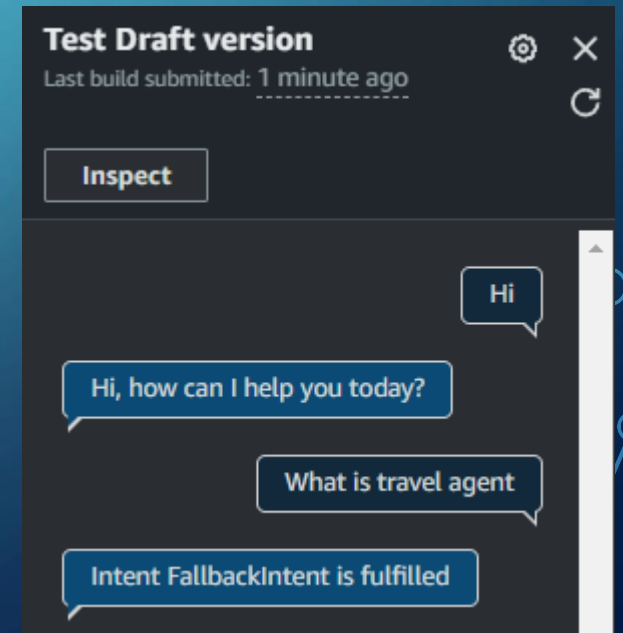 Test Draft version
Last build submitted: 1 minute ago
Inspect
Hi
Hi, how can I help you today?
What is travel agent
Intent FallbackIntent is fulfilled